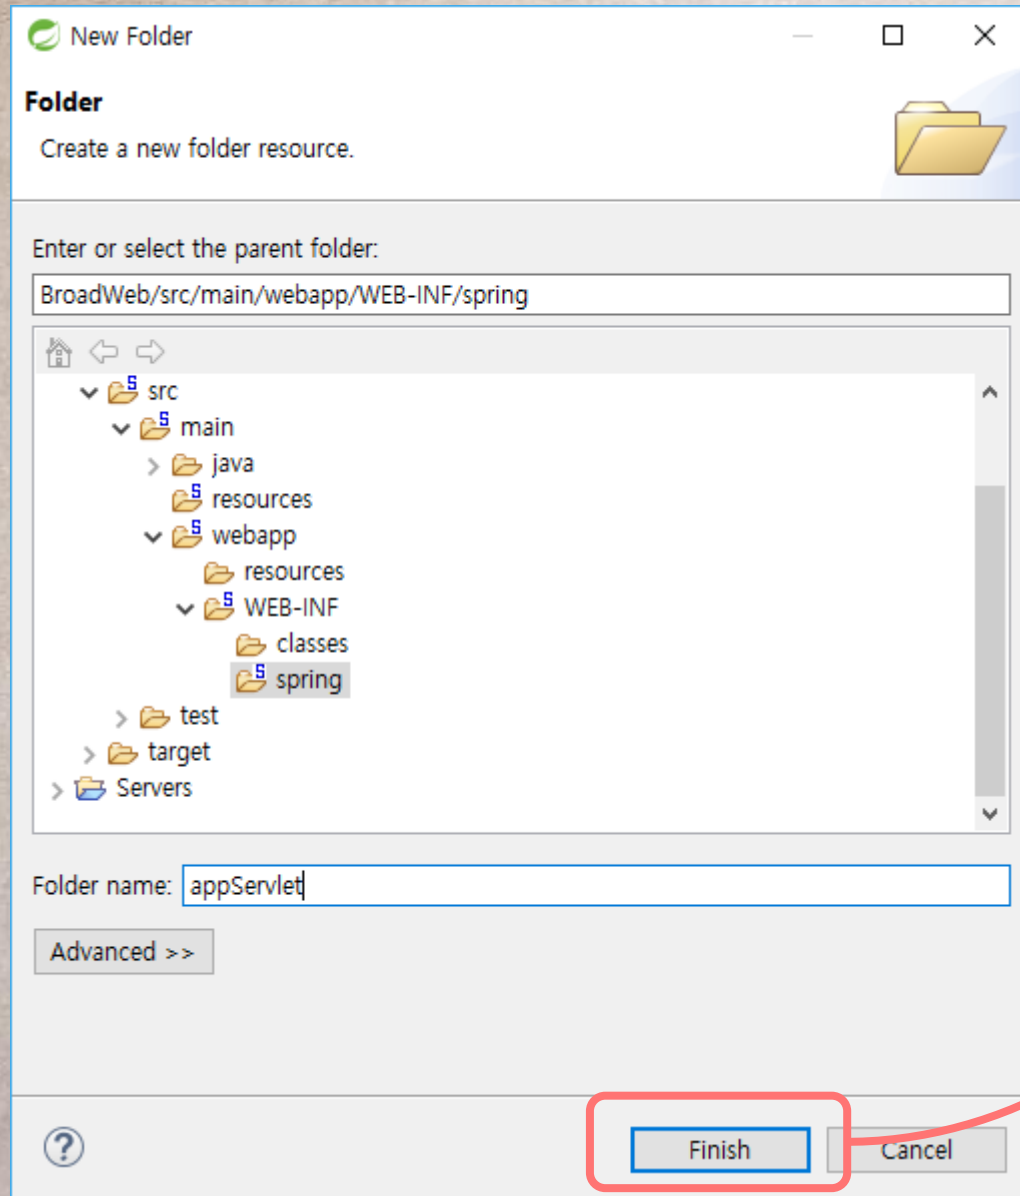 New Folder
Folder
Create a new folder resource.
Enter or select the parent folder:
BroadWeb/src/main/webapp/WEB-INF/spring
src
main
java
resources
webapp
resources
WEB-INF
classes
spring
test
target
Servers
Folder name: appServlet
Advanced >>
Finish Cancel